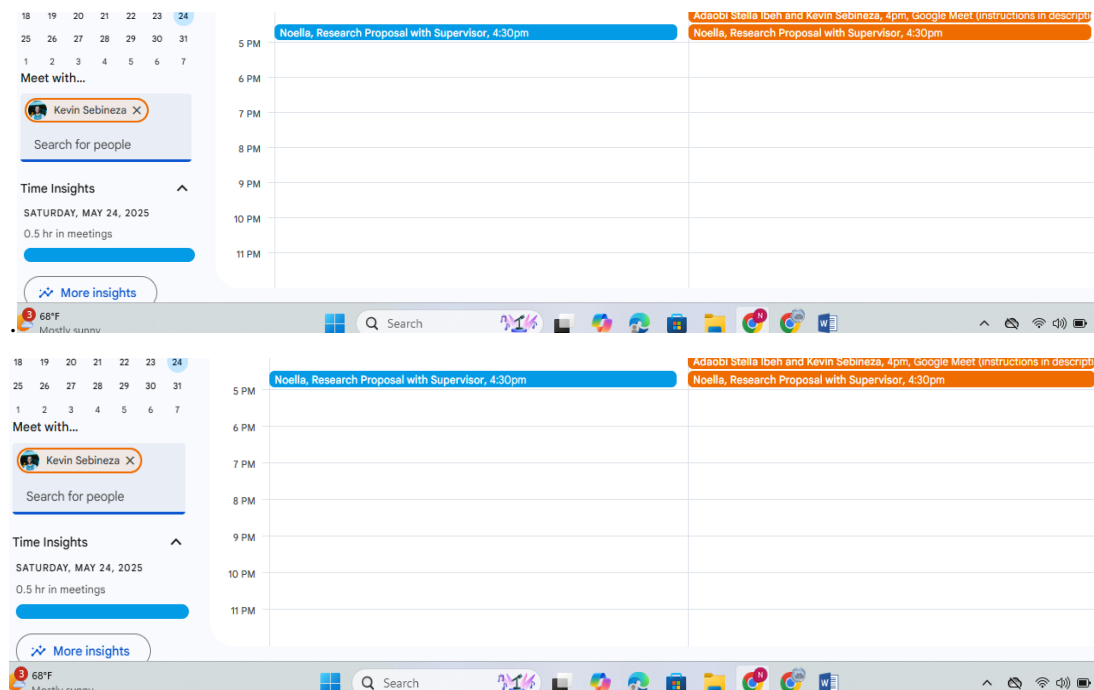 18 19 20 21 22 23 24
Adaobi Stella Ibeh and Kevin Sebineza, 4pm, Google Meet (instructions in descripti
Noella, Research Proposal with Supervisor, 4:30pm
Noella, Research Proposal with Supervisor, 4:30pm
25 26 27 28 29 30 31
5 PM
1 2 3 4 5 6 7
Meet with...
6 PM
Kevin Sebineza
7 PM
Search for people
8 PM
Time Insights
9 PM
SATURDAY, MAY 24, 2025
10 PM
0.5 hr in meetings
11 PM
More insights
3
68°F
Mostly sunny
Search
N
W
18 19 20 21 22 23 24
Adaobi Stella Ibeh and Kevin Sebineza, 4pm, Google Meet (instructions in descripti
Noella, Research Proposal with Supervisor, 4:30pm
Noella, Research Proposal with Supervisor, 4:30pm
25 26 27 28 29 30 31
5 PM
1 2 3 4 5 6 7
Meet with...
6 PM
Kevin Sebineza
7 PM
Search for people
8 PM
Time Insights
9 PM
SATURDAY, MAY 24, 2025
10 PM
0.5 hr in meetings
11 PM
More insights
3
68°F
Mostly sunny
Search
N
W